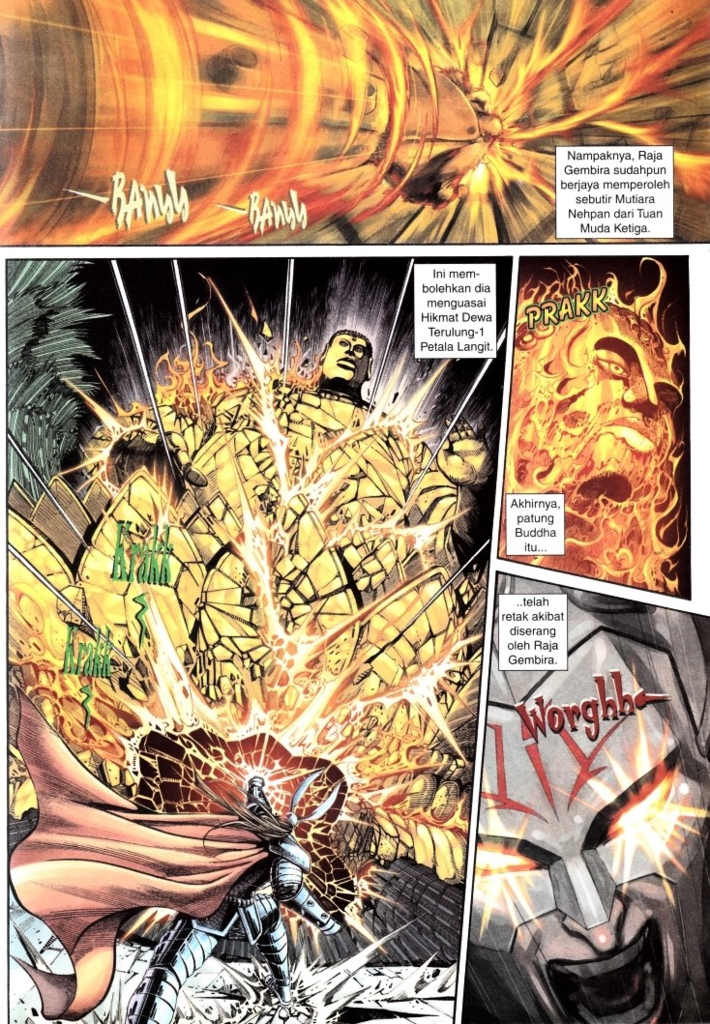 RANGG
RANGG
Nampaknya, Raja
Gembira sudahpun
berjaya memperoleh
sebutir Mutiara
Nehpan dari Tuan
Muda Ketiga.
Ini mem-
bolehkan dia
menguasai
Hikmat Dewa
Terulung-1
Petala Langit.
PRAKK
Akhirnya,
patung
Buddha
itu...
Krakk
Krakk
..telah
retak akibat
diserang
oleh Raja
Gembira.
Worghh